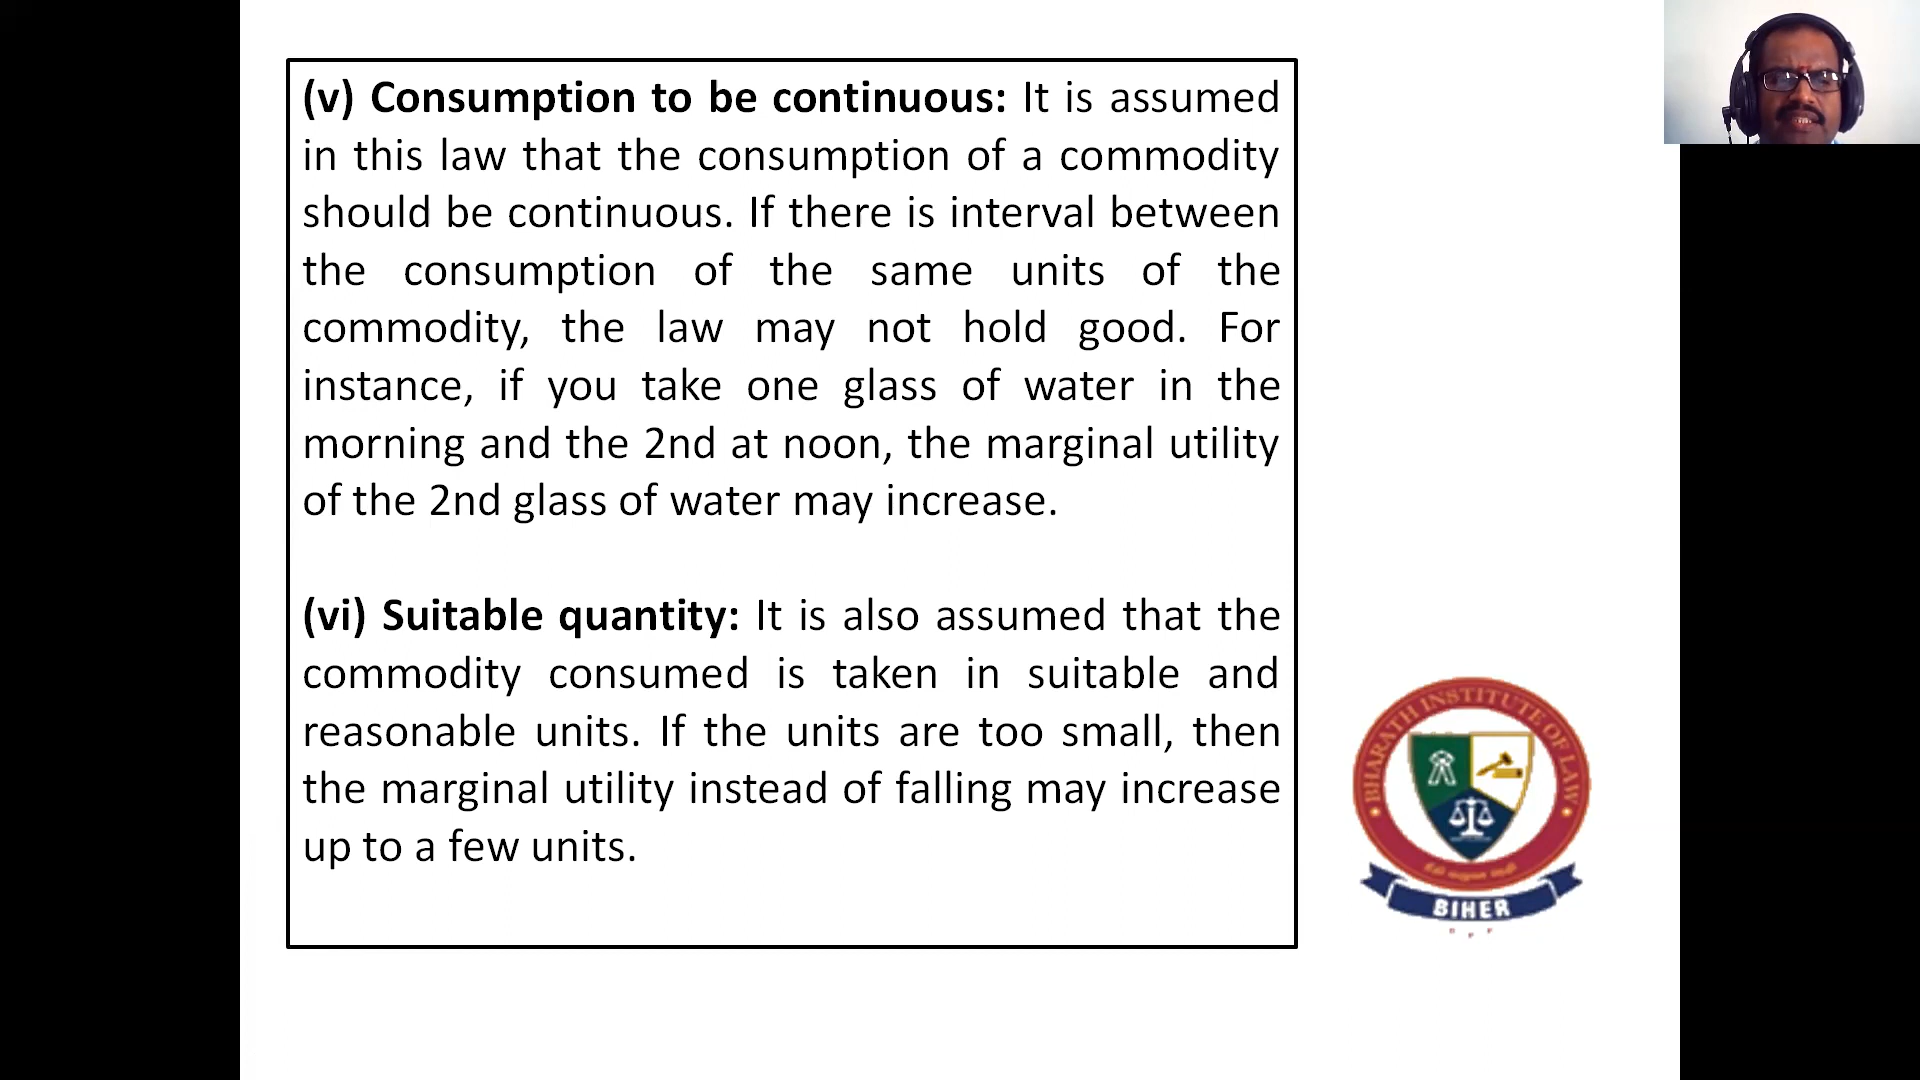 (v) Consumption to be continuous: It is assumed
in this law that the consumption of a commodity
should be continuous. If there is interval between
the consumption of the same units of the
commodity, the law may not hold good. For
instance, if you take one glass of water in the
morning and the 2nd at noon, the marginal utility
of the 2nd glass of water may increase.
(vi) Suitable quantity: It is also assumed that the
commodity consumed is taken in suitable and
reasonable units. If the units are too small, then
the marginal utility instead of falling may increase
up to a few units.
BHARATH INSTITUTE OF LAW
BIHER